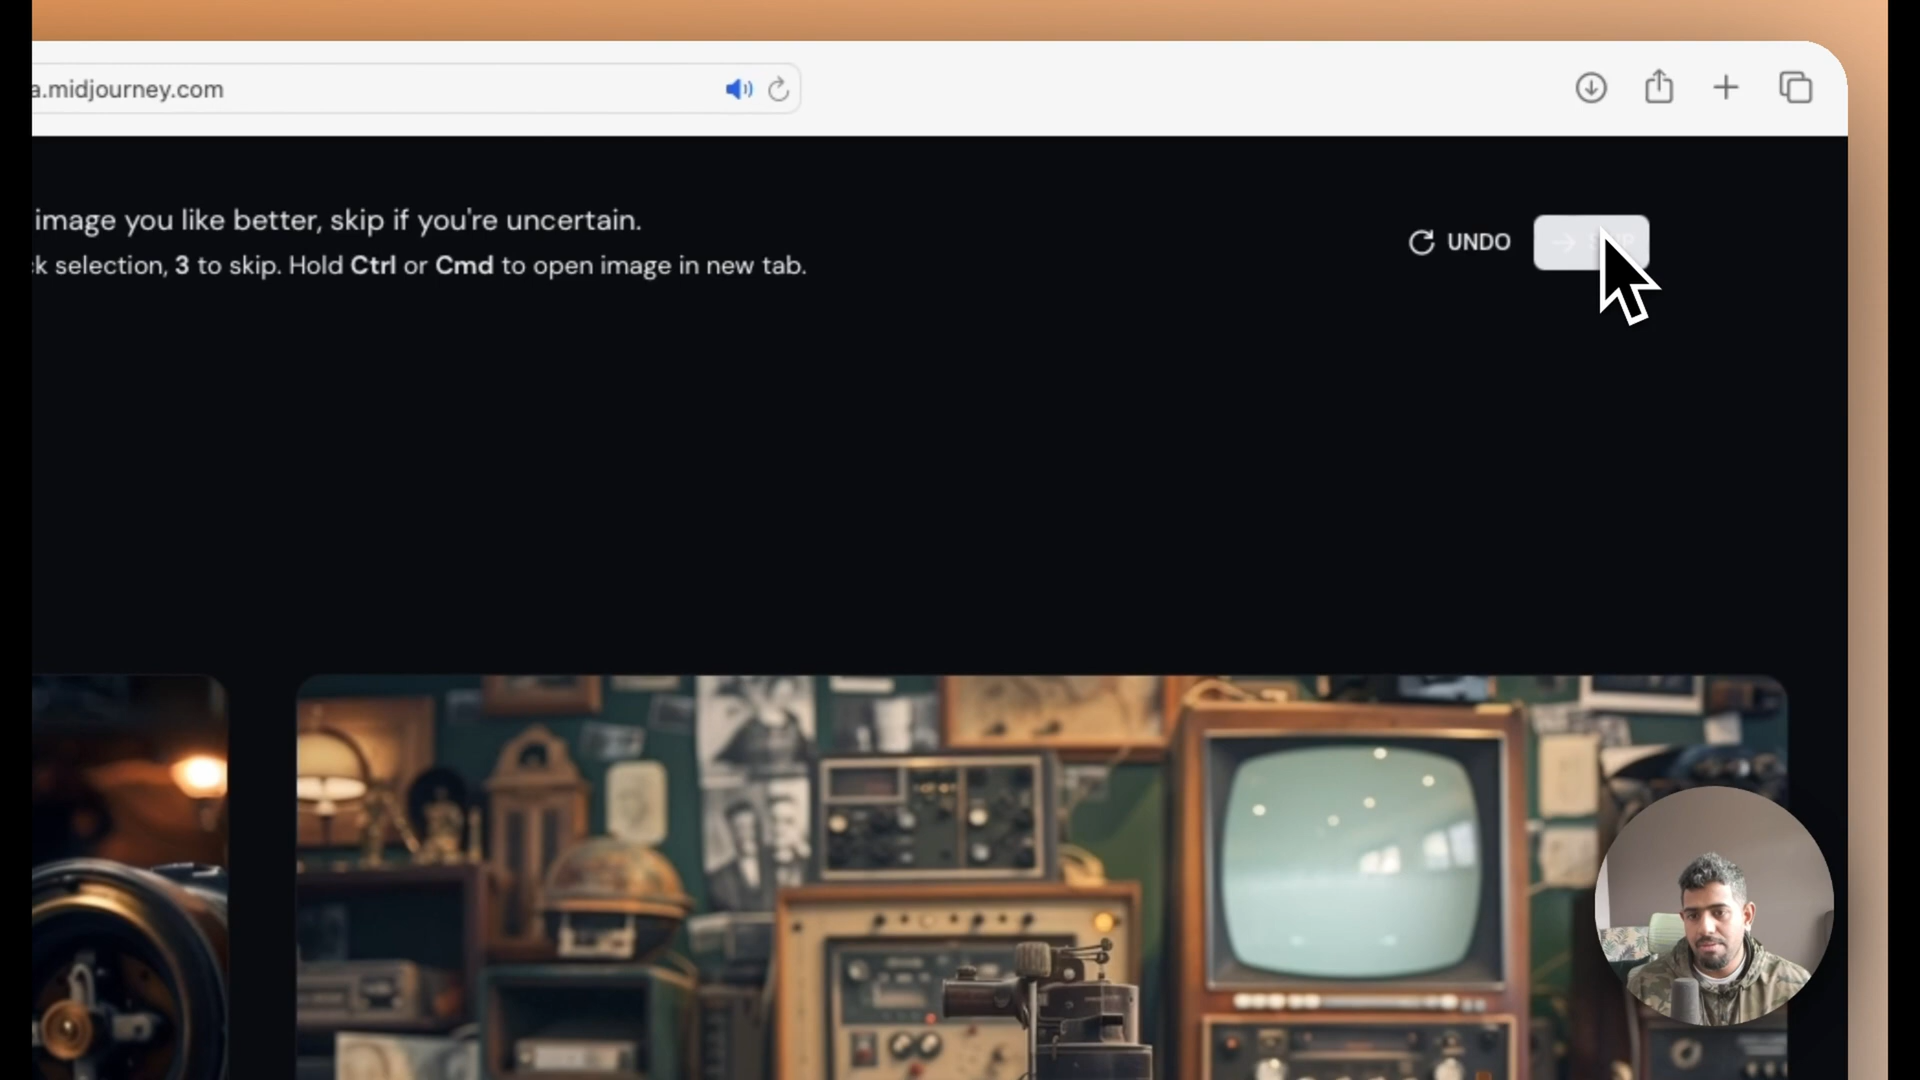 a.midjourney.com
image you like better, skip if you're uncertain.
k selection, 3 to skip. Hold Ctrl or Cmd to open image in new tab.
UNDO